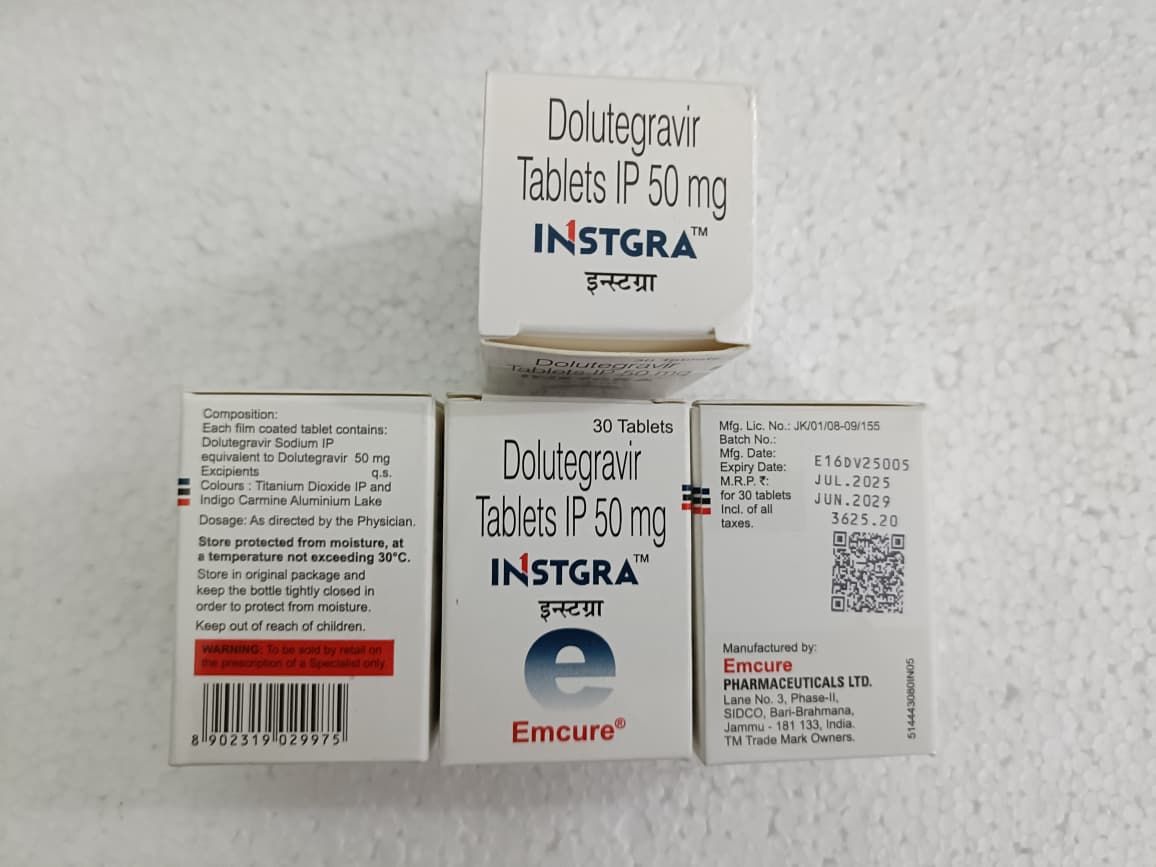 Dolutegravir
Tablets IP 50 mg
INSTGRA™
इन्स्टग्रा
Dolutegravir
Tablets IP 50 mg
Composition:
Each film coated tablet contains:
Dolutegravir Sodium IP
equivalent to Dolutegravir 50 mg
Excipients q.s.
Colours : Titanium Dioxide IP and
Indigo Carmine Aluminium Lake
Dosage: As directed by the Physician.
Store protected from moisture, at
a temperature not exceeding 30°C.
Store in original package and
keep the bottle tightly closed in
order to protect from moisture.
Keep out of reach of children.
WARNING: To be sold by retail on
the prescription of a Specialist only.
8 902319 029975
30 Tablets
Dolutegravir
Tablets IP 50 mg
INSTGRA™
इन्स्टग्रा
e
Emcure®
Mfg. Lic. No.: JK/01/08-09/155
Batch No.:
Mfg. Date: E16DV25005
Expiry Date: JUL.2025
M.R.P. ₹: JUN.2029
for 30 tablets 3625.20
Incl. of all
taxes.
Manufactured by:
Emcure
PHARMACEUTICALS LTD.
Lane No. 3, Phase-II,
SIDCO, Bari-Brahmana,
Jammu - 181 133, India.
TM Trade Mark Owners.
514443080IN05